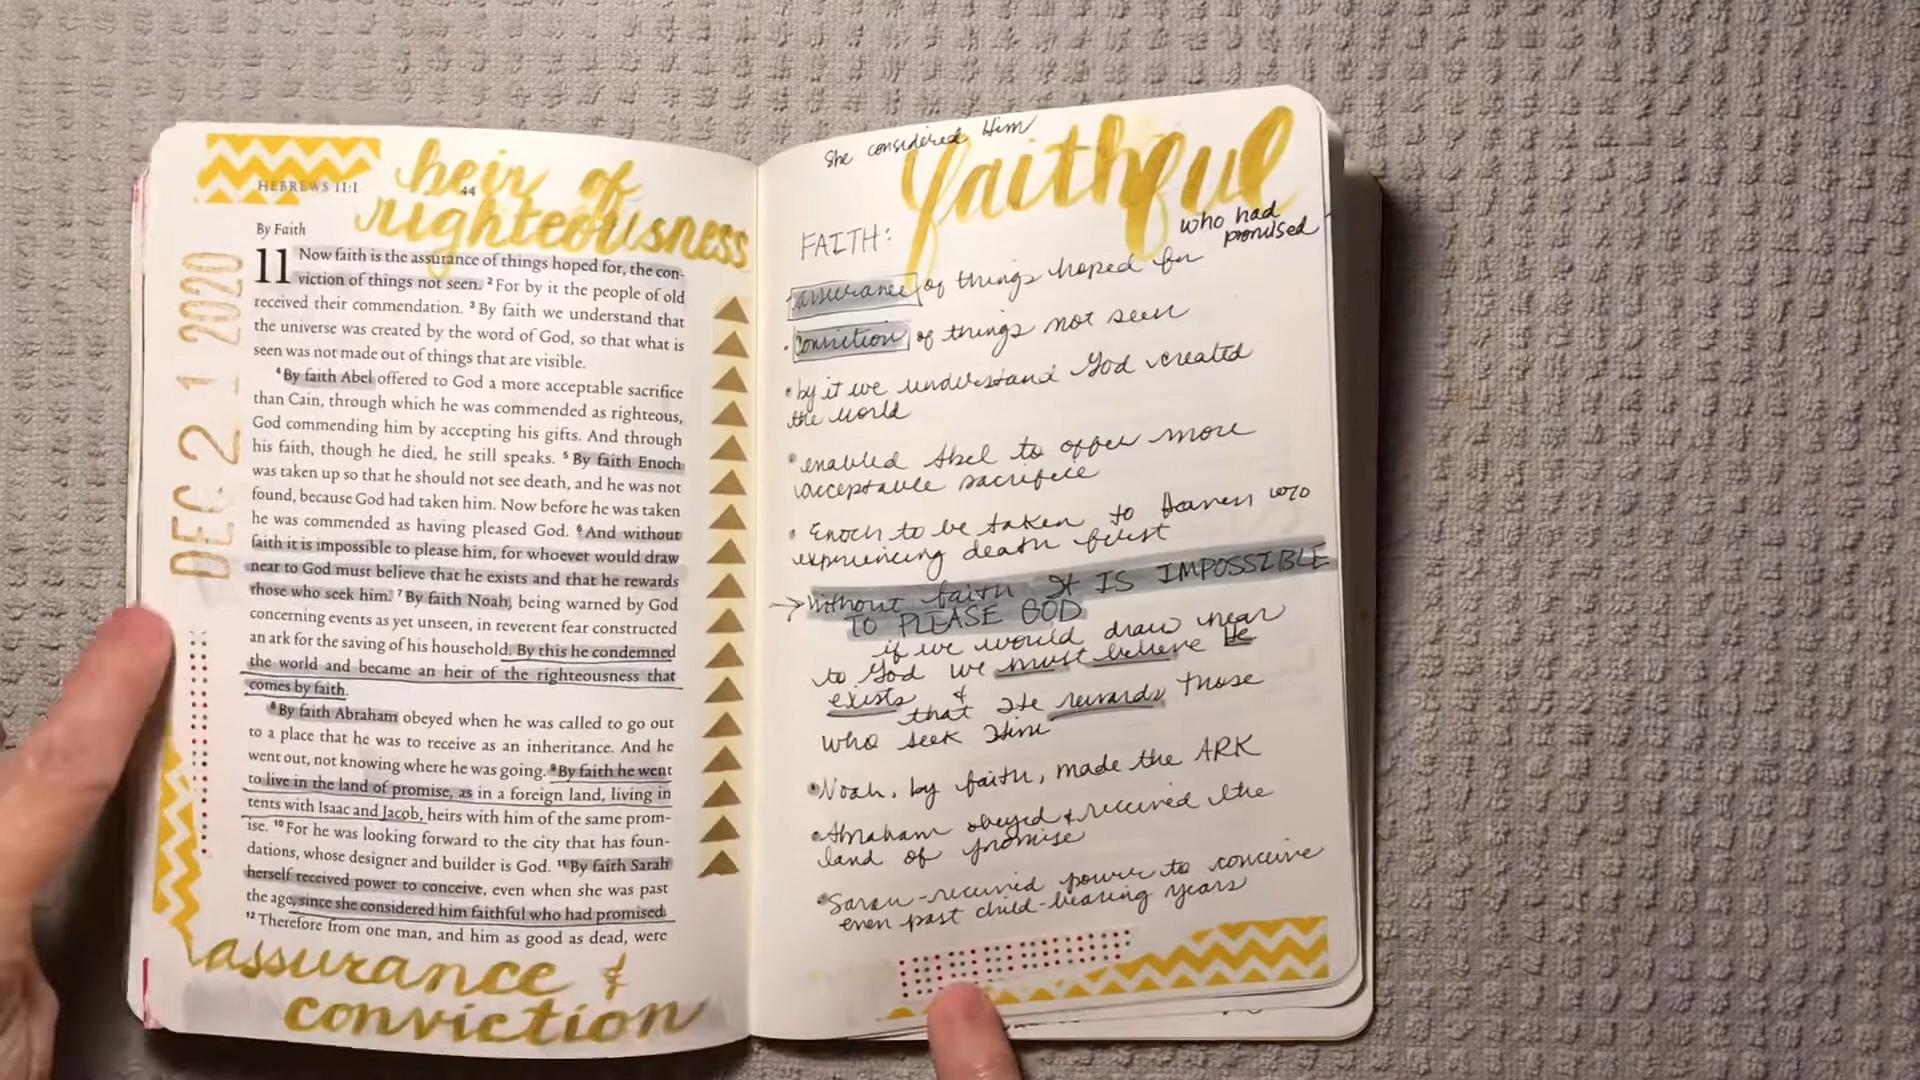 HEBREWS 11:1
44
heir of
righteousness
DEC 21 2020
By Faith
11 Now faith is the assurance of things hoped for, the con-
viction of things not seen. 2 For by it the people of old
received their commendation. 3 By faith we understand that
the universe was created by the word of God, so that what is
seen was not made out of things that are visible.
4 By faith Abel offered to God a more acceptable sacrifice
than Cain, through which he was commended as righteous,
God commending him by accepting his gifts. And through
his faith, though he died, he still speaks. 5 By faith Enoch
was taken up so that he should not see death, and he was not
found, because God had taken him. Now before he was taken
he was commended as having pleased God. 6 And without
faith it is impossible to please him, for whoever would draw
near to God must believe that he exists and that he rewards
those who seek him. 7 By faith Noah, being warned by God
concerning events as yet unseen, in reverent fear constructed
an ark for the saving of his household. By this he condemned
the world and became an heir of the righteousness that
comes by faith.
8 By faith Abraham obeyed when he was called to go out
to a place that he was to receive as an inheritance. And he
went out, not knowing where he was going. 9 By faith he went
to live in the land of promise, as in a foreign land, living in
tents with Isaac and Jacob, heirs with him of the same prom-
ise. 10 For he was looking forward to the city that has foun-
dations, whose designer and builder is God. 11 By faith Sarah
herself received power to conceive, even when she was past
the age, since she considered him faithful who had promised.
12 Therefore from one man, and him as good as dead, were
assurance &
conviction
She considered Him
faithful
who had
promised
FAITH:
• assurance of things hoped for
• conviction of things not seen
• by it we understand God created
the world
• enabled Abel to offer more
acceptable sacrifice
• Enoch to be taken to Heaven w/o
experiencing death first
→ Without faith It IS IMPOSSIBLE
TO PLEASE GOD
if we would draw near
to God we must believe He
exists &
that He rewards those
who seek Him
• Noah, by faith, made the ARK
• Abraham obeyed & received the
land of promise
• Sarah - received power to conceive
even past child-bearing years